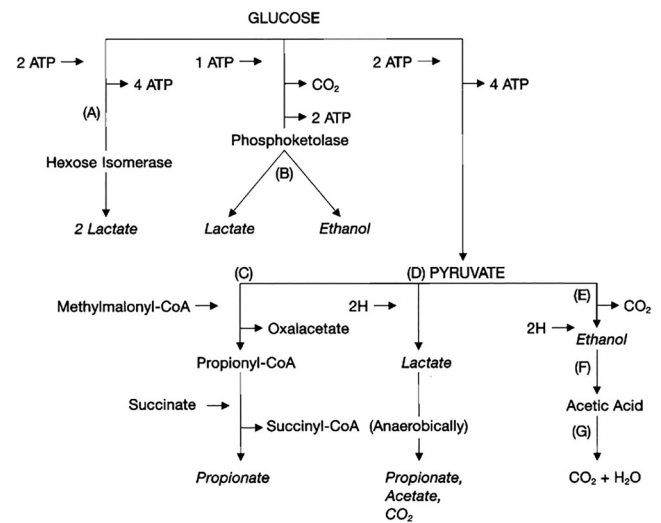 GLUCOSE
2 ATP
1 ATP
2 ATP
4 ATP
CO₂
4 ATP
(A)
2 ATP
Phosphoketolase
Hexose Isomerase
(B)
2 Lactate
Lactate
Ethanol
(C)
(D) PYRUVATE
(E)
Methylmalonyl-CoA
2H
CO₂
Oxalacetate
2H
Ethanol
Propionyl-CoA
Lactate
(F)
Succinate
Acetic Acid
Succinyl-CoA
(Anaerobically)
(G)
Propionate
Propionate,
Acetate,
CO₂
CO₂ + H₂O